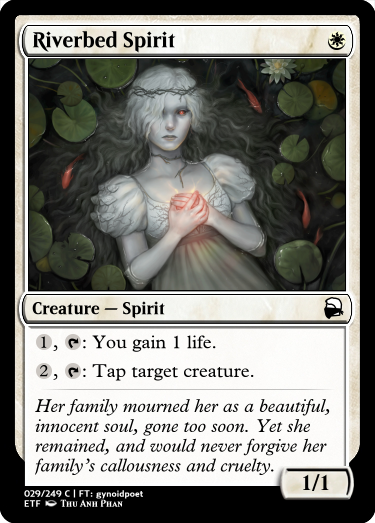 Riverbed Spirit
Creature — Spirit
1, : You gain 1 life.
2, : Tap target creature.
Her family mourned her as a beautiful,
innocent soul, gone too soon. Yet she
remained, and would never forgive her
family's callousness and cruelty.
1/1
029/249 C | FT: gynoidpoet
ETF Thu Anh Phan